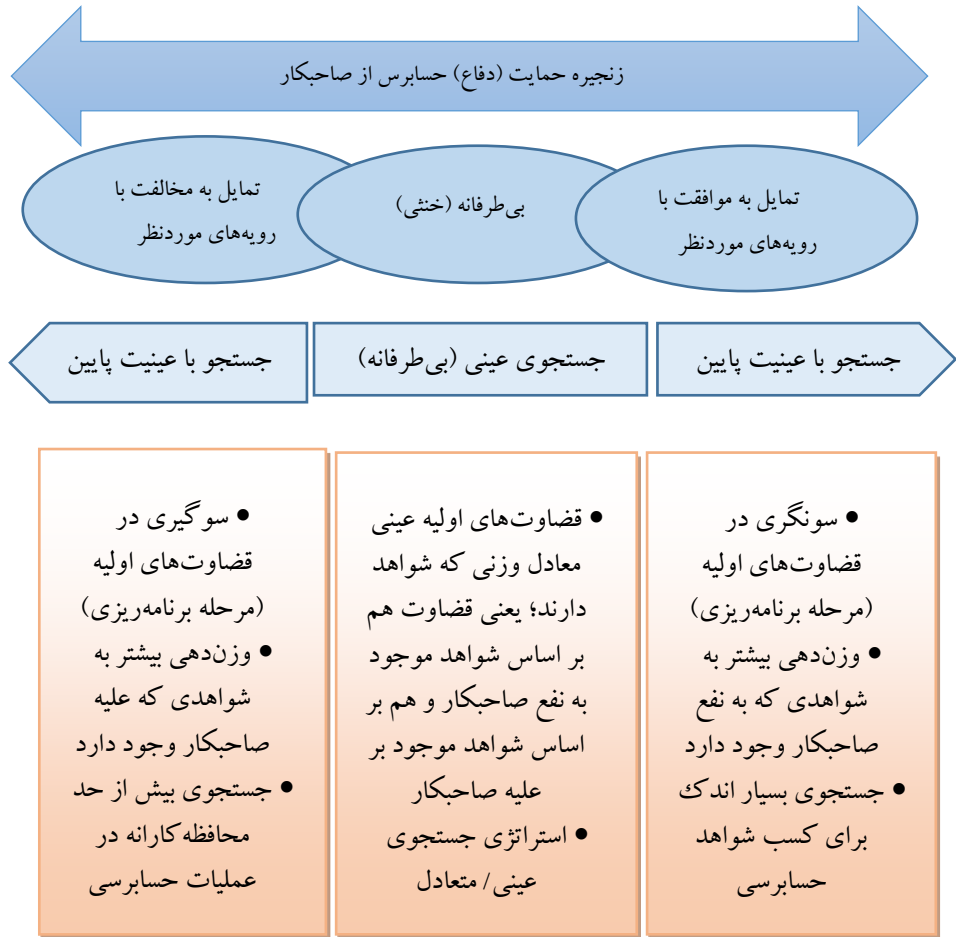 زنجیره حمایت (دفاع) حسابرس از صاحبکار
تمایل به موافقت با
رویه‌های موردنظر
بی‌طرفانه (خنثی)
تمایل به مخالفت با
رویه‌های موردنظر
جستجو با عینیت پایین
جستجوی عینی (بی‌طرفانه)
جستجو با عینیت پایین
• سونگری در
قضاوت‌های اولیه
(مرحله برنامه‌ریزی)
• وزن‌دهی بیشتر به
شواهدی که به نفع
صاحبکار وجود دارد
• جستجوی بسیار اندک
برای کسب شواهد
حسابرسی
• قضاوت‌های اولیه عینی
معادل وزنی که شواهد
دارند؛ یعنی قضاوت هم
بر اساس شواهد موجود
به نفع صاحبکار و هم بر
اساس شواهد موجود بر
علیه صاحبکار
• استراتژی جستجوی
عینی/ متعادل
• سوگیری در
قضاوت‌های اولیه
(مرحله برنامه‌ریزی)
• وزن‌دهی بیشتر به
شواهدی که علیه
صاحبکار وجود دارد
• جستجوی بیش از حد
محافظه‌کارانه در
عملیات حسابرسی